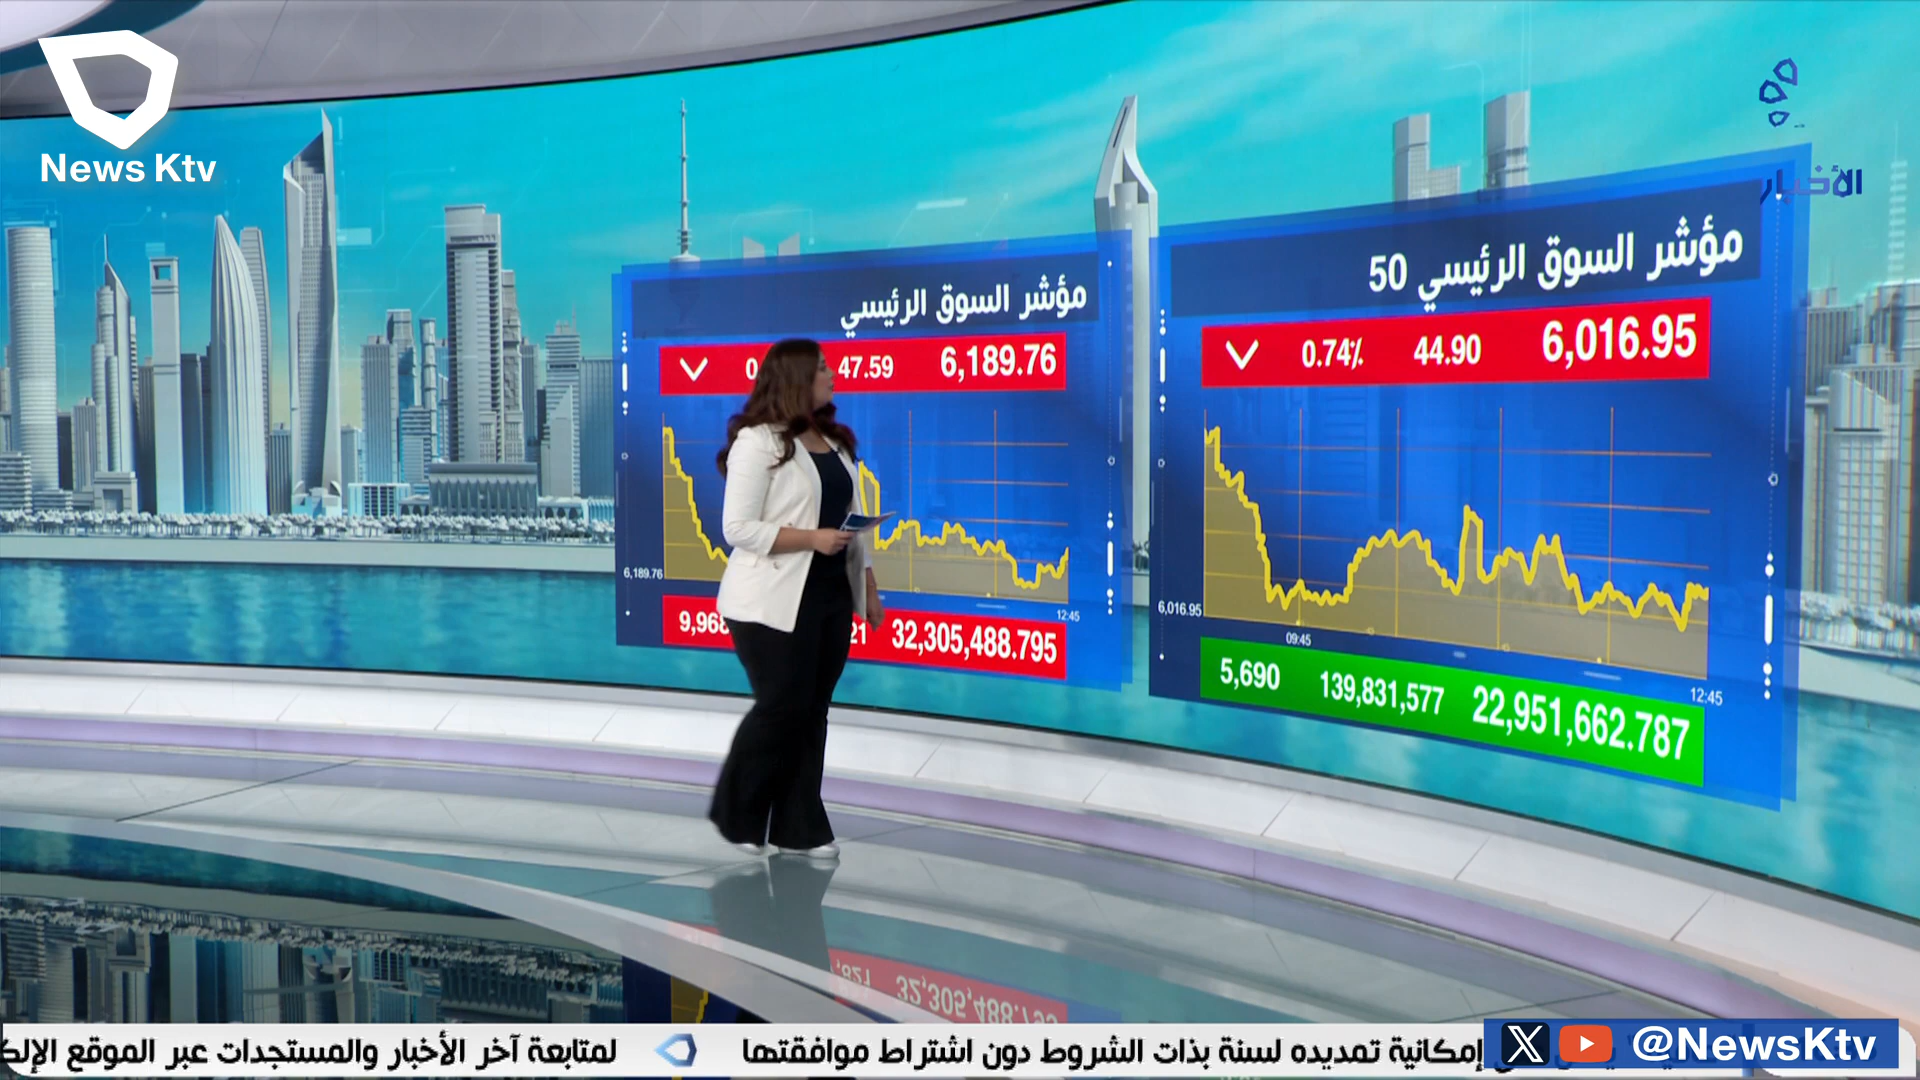 News Ktv
الأخبار
مؤشر السوق الرئيسي 50
6,016.95 44.90 0.74%
6,016.95
09:45
12:45
5,690 139,831,577 22,951,662.787
مؤشر السوق الرئيسي
6,189.76 47.59
6,189.76
12:45
32,305,488.795
إمكانية تمديده لسنة بذات الشروط دون اشتراط موافقتها
لمتابعة آخر الأخبار والمستجدات عبر الموقع
X @NewsKtv